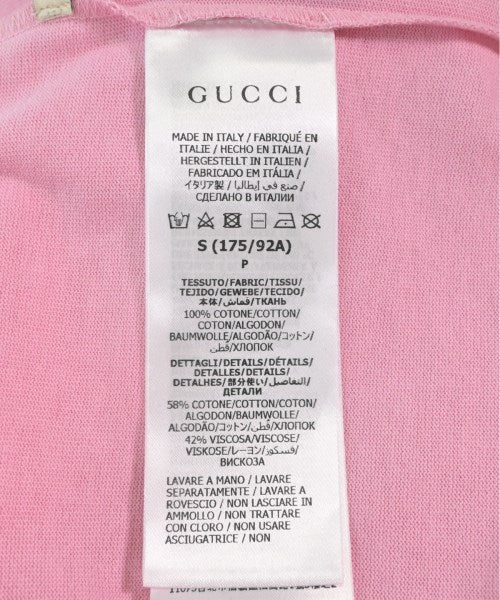 GUCCI
MADE IN ITALY / FABRIQUÉ EN
ITALIE / HECHO EN ITALIA /
HERGESTELLT IN ITALIEN /
FABRICADO EM ITÁLIA /
イタリア製 / صنع في إيطاليا /
СДЕЛАНО В ИТАЛИИ
S (175/92A)
P
TESSUTO/FABRIC/TISSU/
TEJIDO/GEWEBE/TECIDO/
本体/قماش/ТКАНЬ
100% COTONE/COTTON/
COTON/ALGODON/
BAUMWOLLE/ALGODÃO/コットン/
قطن/ХЛОПОК
DETTAGLI/DETAILS/DÉTAILS/
DETALLES/DETAILS/
DETALHES/部分使い/التفاصيل/
ДЕТАЛИ
58% COTONE/COTTON/COTON/
ALGODON/BAUMWOLLE/
ALGODÃO/コットン/قطن/ХЛОПОК
42% VISCOSA/VISCOSE/
VISKOSE/レーヨン/فسكوز/
ВИСКОЗА
LAVARE A MANO / LAVARE
SEPARATAMENTE / LAVARE A
ROVESCIO / NON LASCIARE IN
AMMOLLO / NON TRATTARE
CON CLORO / NON USARE
ASCIUGATRICE / NON